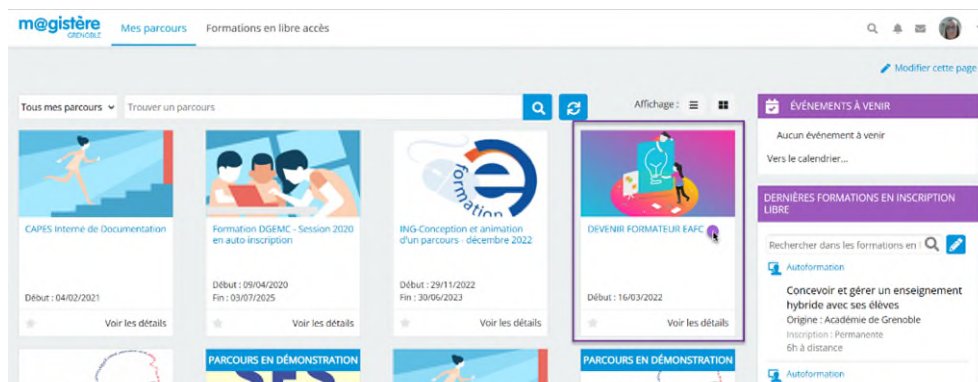 m@gistère
GRENOBLE
Mes parcours
Formations en libre accès
Modifier cette page
Tous mes parcours
Trouver un parcours
Affichage :
ÉVÉNEMENTS À VENIR
Aucun événement à venir
Vers le calendrier...
e
formation
CAPES Interne de Documentation
Début : 04/02/2021
Voir les détails
Formation DGEMC - Session 2020
en auto inscription
Début : 09/04/2020
Fin : 03/07/2025
Voir les détails
ING-Conception et animation
d'un parcours - décembre 2022
Début : 29/11/2022
Fin : 30/06/2023
Voir les détails
DEVENIR FORMATEUR EAFC
Début : 16/03/2022
Voir les détails
DERNIÈRES FORMATIONS EN INSCRIPTION
LIBRE
Rechercher dans les formations en l
Autoformation
Concevoir et gérer un enseignement
hybride avec ses élèves
Origine : Académie de Grenoble
Inscription : Permanente
6h à distance
Autoformation
PARCOURS EN DÉMONSTRATION
PARCOURS EN DÉMONSTRATION